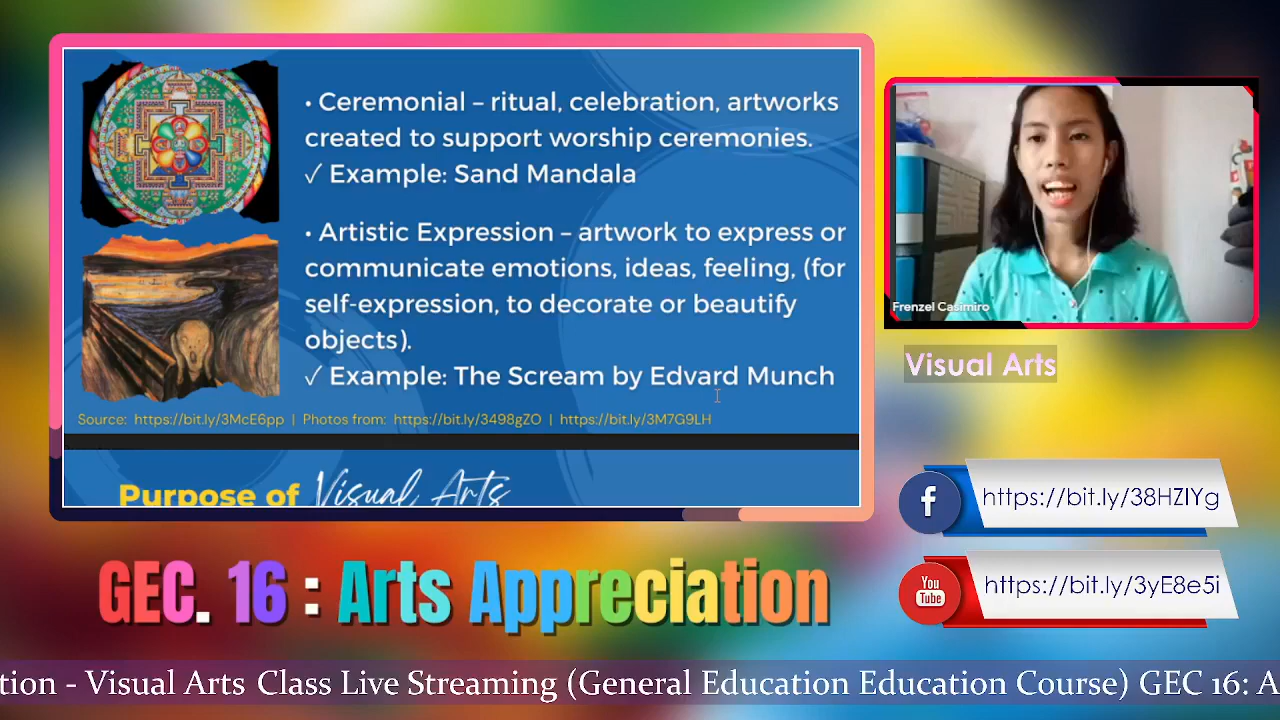 • Ceremonial – ritual, celebration, artworks
created to support worship ceremonies.
✓ Example: Sand Mandala
• Artistic Expression – artwork to express or
communicate emotions, ideas, feeling, (for
self-expression, to decorate or beautify
objects).
✓ Example: The Scream by Edvard Munch
Source: https://bit.ly/3McE6pp | Photos from: https://bit.ly/3498gZO | https://bit.ly/3M7G9LH
Purpose of Visual Arts
Frenzel Casimiro
Visual Arts
f https://bit.ly/38HZIYg
You
Tube
https://bit.ly/3yE8e5i
GEC. 16 : Arts Appreciation
tion - Visual Arts Class Live Streaming (General Education Education Course) GEC 16: A